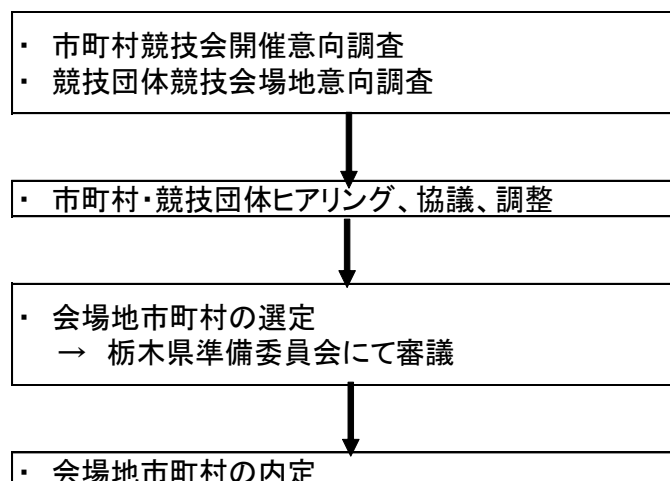 ・ 市町村競技会開催意向調査
・ 競技団体競技会場地意向調査
・ 市町村・競技団体ヒアリング、協議、調整
・ 会場地市町村の選定
→ 栃木県準備委員会にて審議
・ 会場地市町村の内定